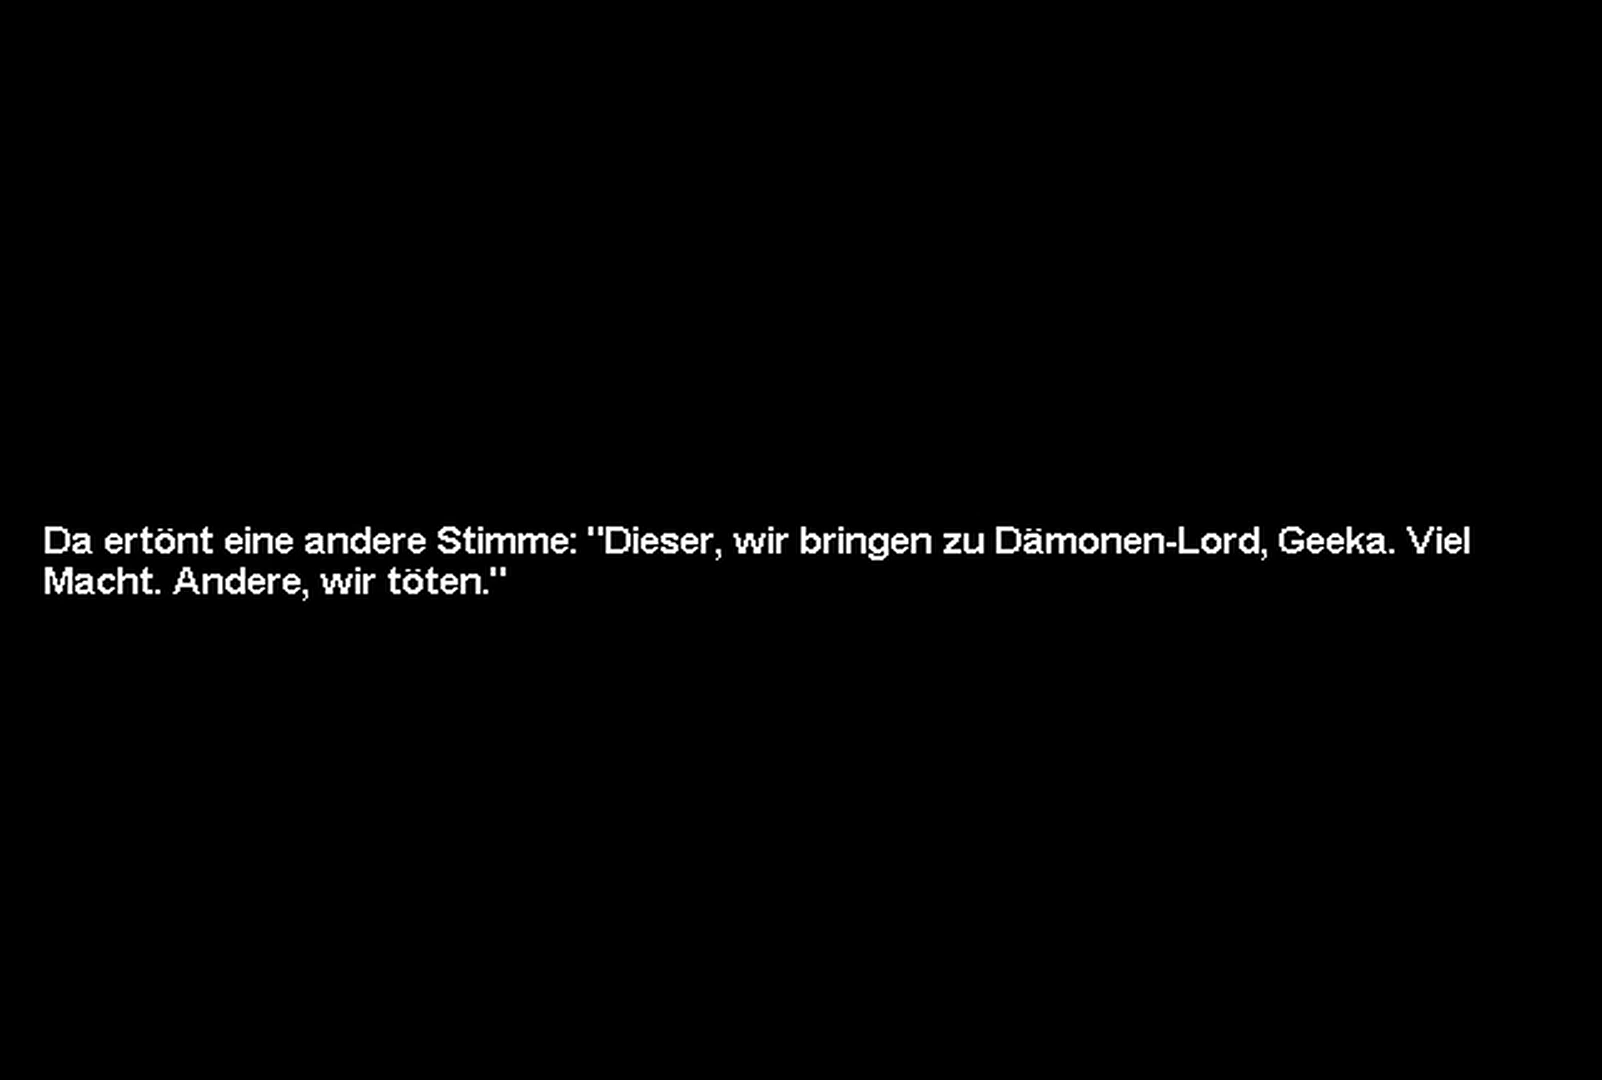 Da ertönt eine andere Stimme: "Dieser, wir bringen zu Dämonen-Lord, Geeka. Viel
Macht. Andere, wir töten."